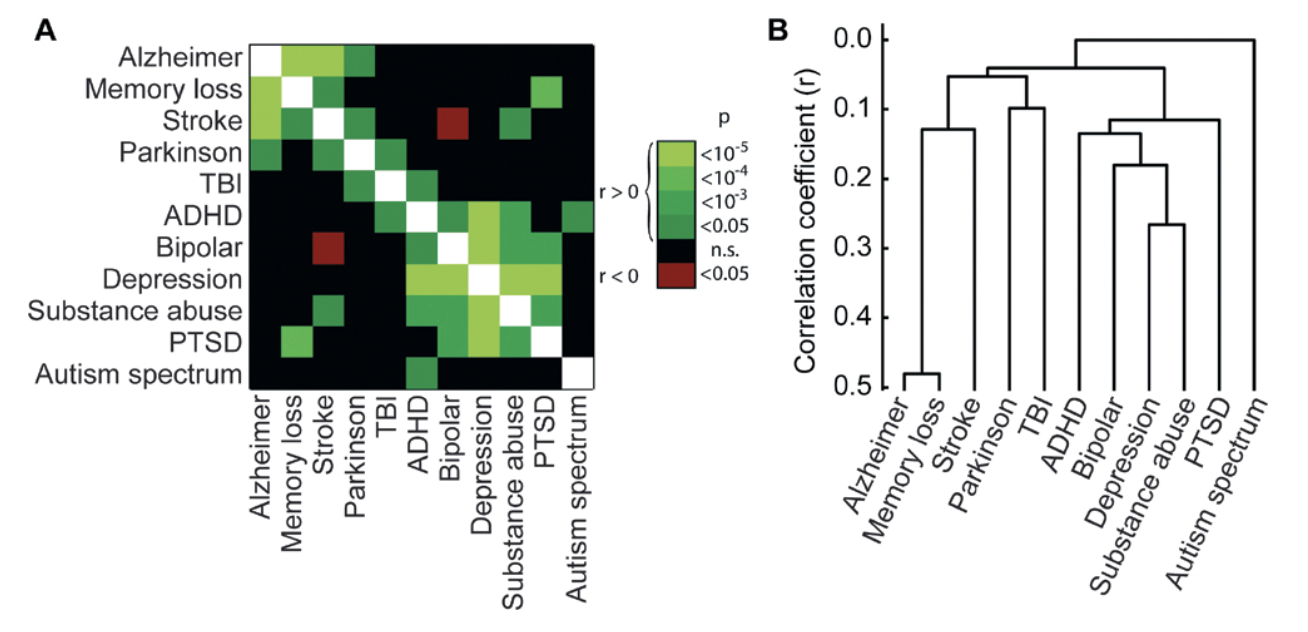 A
Alzheimer
Memory loss
Stroke
Parkinson
TBI
ADHD
Bipolar
Depression
Substance abuse
PTSD
Autism spectrum
Alzheimer
Memory loss
Stroke
Parkinson
TBI
ADHD
Bipolar
Depression
Substance abuse
PTSD
Autism spectrum
p
r > 0
<10-5
<10-4
<10-3
<0.05
n.s.
r < 0
<0.05
B
Correlation coefficient (r)
0.0
0.1
0.2
0.3
0.4
0.5
Alzheimer
Memory loss
Stroke
Parkinson
TBI
ADHD
Bipolar
Depression
Substance abuse
PTSD
Autism spectrum